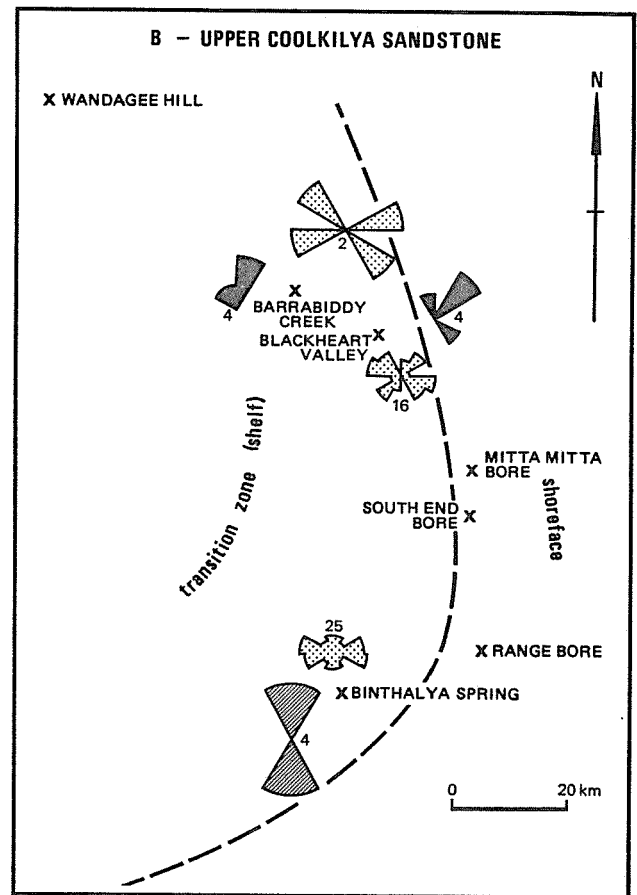 B – UPPER COOLKILYA SANDSTONE
X WANDAGEE HILL
N
2
4
X
BARRABIDDY
CREEK
4
BLACKHEART X
VALLEY
16
transition zone (shelf)
X MITTA MITTA
BORE
shoreface
SOUTH END X
BORE
25
X RANGE BORE
X BINTHALYA SPRING
4
0 20 km